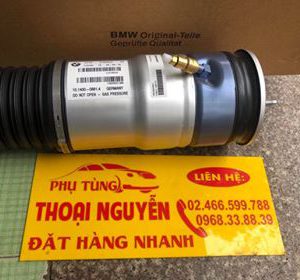 BMW Original-Teile
Geprüfte Qualität
GERMANY
DO NOT OPEN - GAS PRESSURE
PHỤ TÙNG
THOẠI NGUYỄN
ĐẶT HÀNG NHANH
LIÊN HỆ:
02.466.599.788
0968.33.88.39